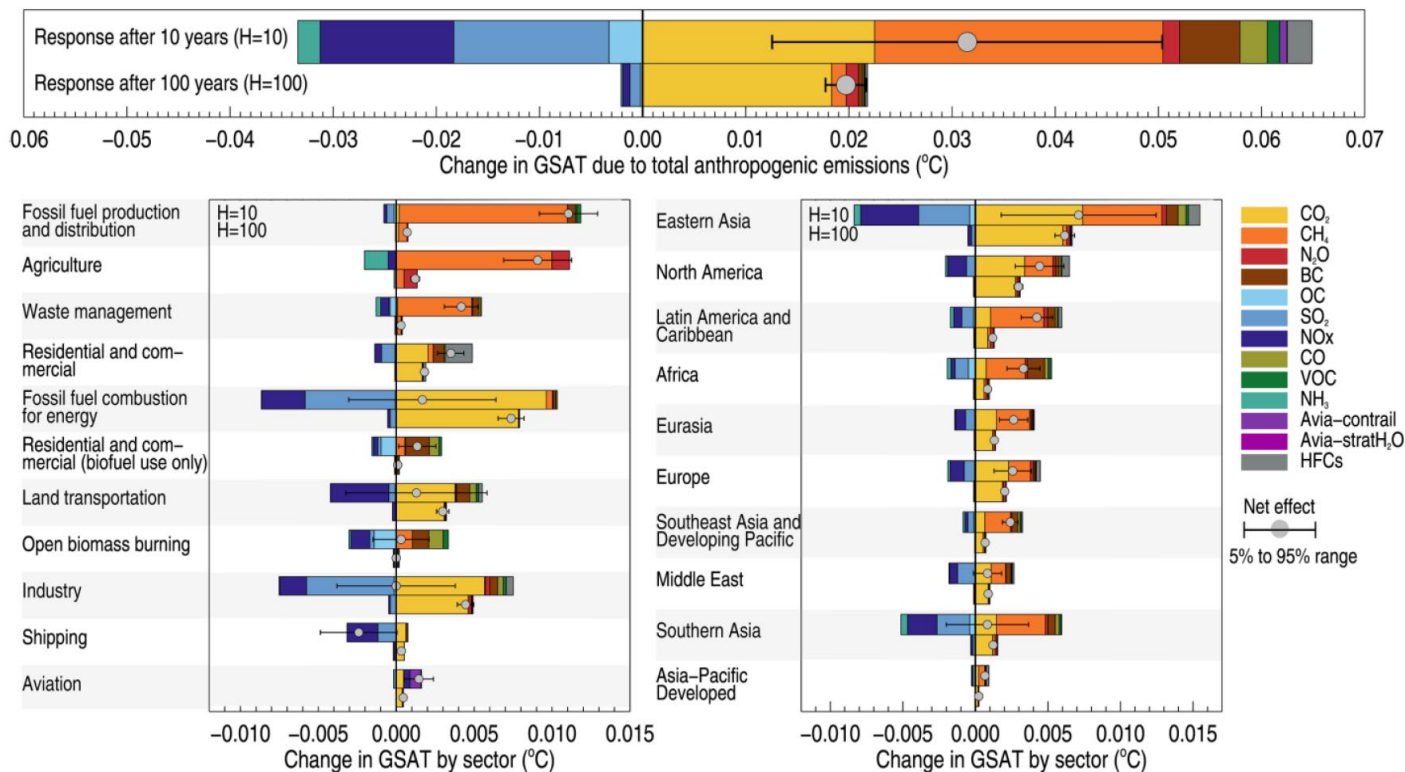 Response after 10 years (H=10)
Response after 100 years (H=100)
0.06 −0.05 −0.04 −0.03 −0.02 −0.01 0.00 0.01 0.02 0.03 0.04 0.05 0.06 0.07
Change in GSAT due to total anthropogenic emissions (°C)
Fossil fuel production
and distribution
H=10
H=100
Agriculture
Waste management
Residential and com−
mercial
Fossil fuel combustion
for energy
Residential and com−
mercial (biofuel use only)
Land transportation
Open biomass burning
Industry
Shipping
Aviation
−0.010 −0.005 0.000 0.005 0.010 0.015
Change in GSAT by sector (°C)
Eastern Asia
H=10
H=100
North America
Latin America and
Caribbean
Africa
Eurasia
Europe
Southeast Asia and
Developing Pacific
Middle East
Southern Asia
Asia−Pacific
Developed
−0.010 −0.005 0.000 0.005 0.010 0.015
Change in GSAT by sector (°C)
CO₂
CH₄
N₂O
BC
OC
SO₂
NOx
CO
VOC
NH₃
Avia−contrail
Avia−stratH₂O
HFCs
Net effect
5% to 95% range